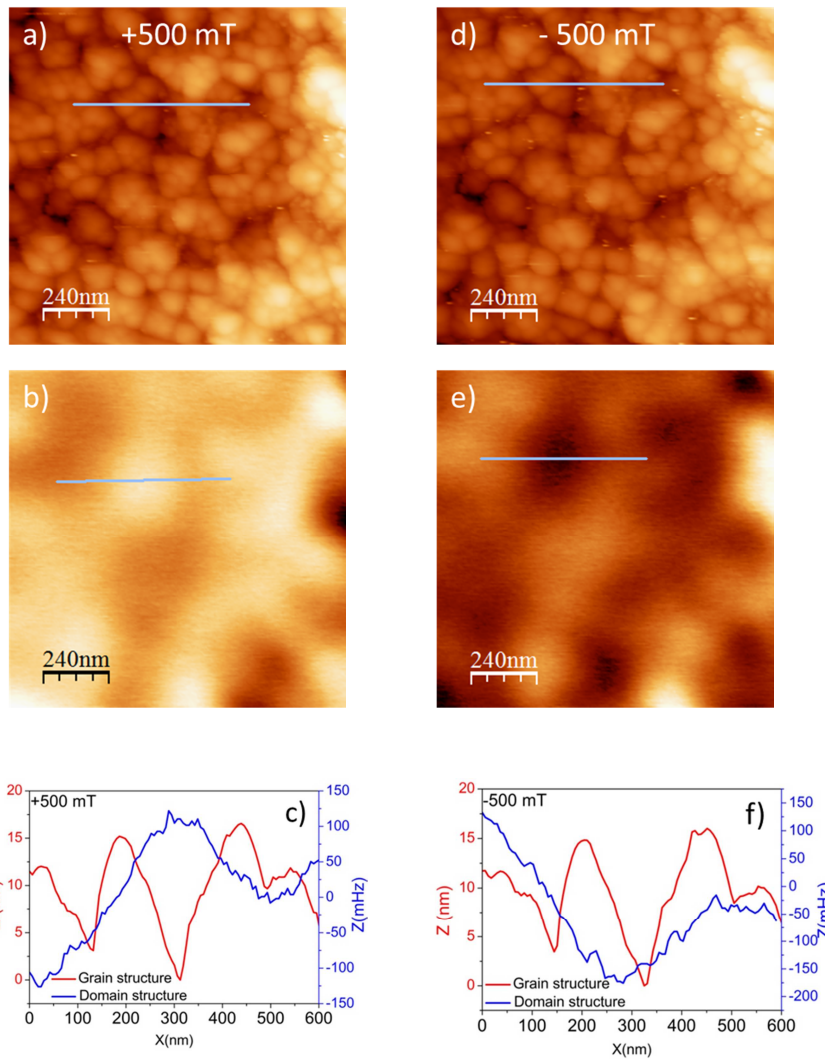 a) +500 mT
240nm
d) - 500 mT
240nm
b)
240nm
e)
240nm
+500 mT c)
20
15
10
5
0
150
100
50
0
-50
-100
-150
Z(mHz)
Grain structure
Domain structure
0 100 200 300 400 500 600
X(nm)
-500 mT f)
Z (nm)
20
15
10
5
0
150
100
50
0
-50
-100
-150
-200
Z(mHz)
Grain structure
Domain structure
0 100 200 300 400 500 600
X(nm)